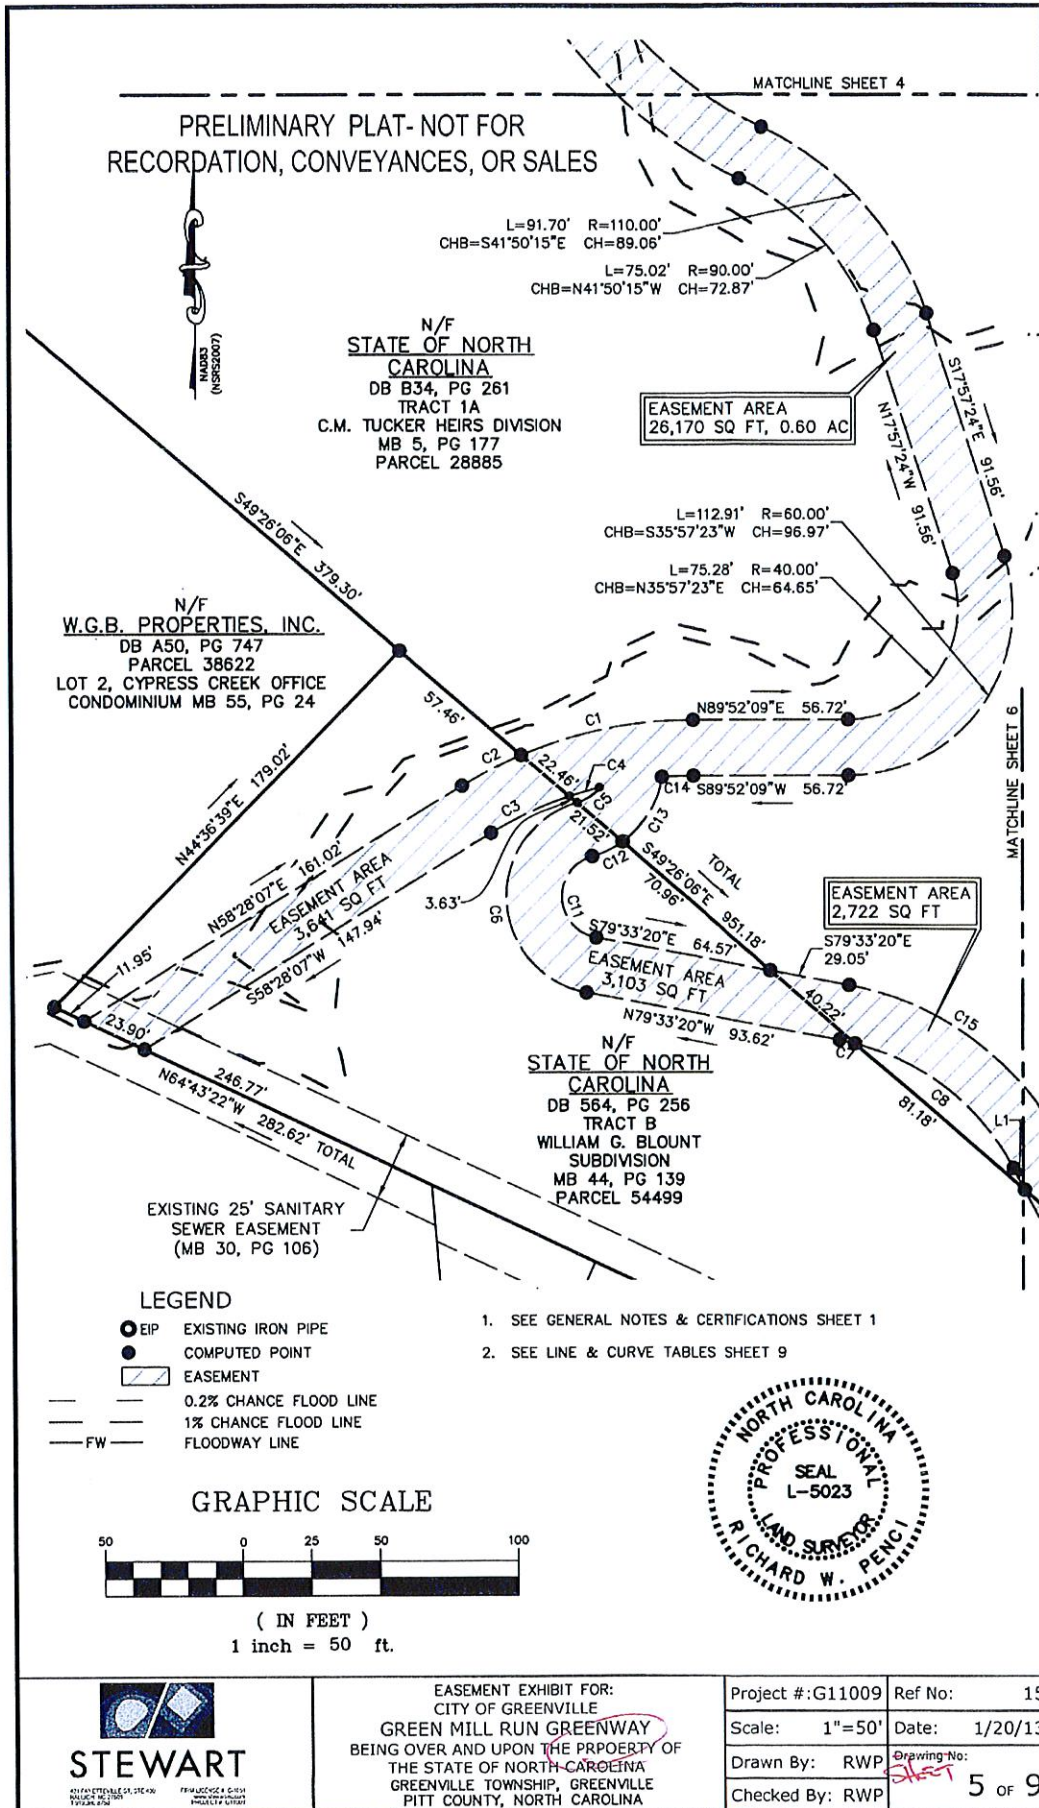 MATCHLINE SHEET 4
PRELIMINARY PLAT- NOT FOR
RECORDATION, CONVEYANCES, OR SALES
NAD83
(NSRS2007)
L=91.70' R=110.00'
CHB=S41°50'15"E CH=89.06'
L=75.02' R=90.00'
CHB=N41°50'15"W CH=72.87'
N/F
STATE OF NORTH
CAROLINA
DB B34, PG 261
TRACT 1A
C.M. TUCKER HEIRS DIVISION
MB 5, PG 177
PARCEL 28885
EASEMENT AREA
26,170 SQ FT, 0.60 AC
S17°57'24"E 91.56'
N17°57'24"W 91.56'
L=112.91' R=60.00'
CHB=S35°57'23"W CH=96.97'
L=75.28' R=40.00'
CHB=N35°57'23"E CH=64.65'
S49°26'06"E 379.30'
N/F
W.G.B. PROPERTIES, INC.
DB A50, PG 747
PARCEL 38622
LOT 2, CYPRESS CREEK OFFICE
CONDOMINIUM MB 55, PG 24
57.46'
C1
N89°52'09"E 56.72'
MATCHLINE SHEET 6
C2
22.46'
C4
C5
C14
S89°52'09"W 56.72'
N44°36'39"E 179.02'
C3
21.52'
C13
C12
S49°26'06"E TOTAL
70.96' 951.18'
N58°28'07"E 161.02'
EASEMENT AREA
3,641 SQ FT
147.94'
S58°28'07"W
3.63'
C6
C11
EASEMENT AREA
2,722 SQ FT
S79°33'20"E 64.57'
S79°33'20"E
29.05'
EASEMENT AREA
3,103 SQ FT
40.22'
C15
11.95'
23.90'
N79°33'20"W 93.62'
C7
C8
81.18'
L1
N/F
STATE OF NORTH
CAROLINA
DB 564, PG 256
TRACT B
WILLIAM G. BLOUNT
SUBDIVISION
MB 44, PG 139
PARCEL 54499
246.77'
N64°43'22"W 282.62' TOTAL
EXISTING 25' SANITARY
SEWER EASEMENT
(MB 30, PG 106)
LEGEND
EIP EXISTING IRON PIPE
COMPUTED POINT
EASEMENT
0.2% CHANCE FLOOD LINE
1% CHANCE FLOOD LINE
FW FLOODWAY LINE
1. SEE GENERAL NOTES & CERTIFICATIONS SHEET 1
2. SEE LINE & CURVE TABLES SHEET 9
NORTH CAROLINA
PROFESSIONAL
SEAL
L-5023
LAND SURVEYOR
RICHARD W. PENCI
GRAPHIC SCALE
50 0 25 50 100
( IN FEET )
1 inch = 50 ft.
STEWART
EASEMENT EXHIBIT FOR:
CITY OF GREENVILLE
GREEN MILL RUN GREENWAY
BEING OVER AND UPON THE PRPOERTY OF
THE STATE OF NORTH CAROLINA
GREENVILLE TOWNSHIP, GREENVILLE
PITT COUNTY, NORTH CAROLINA
Project #:G11009 Ref No: 15
Scale: 1"=50' Date: 1/20/13
Drawn By: RWP Drawing No:
SHEET
Checked By: RWP 5 OF 9